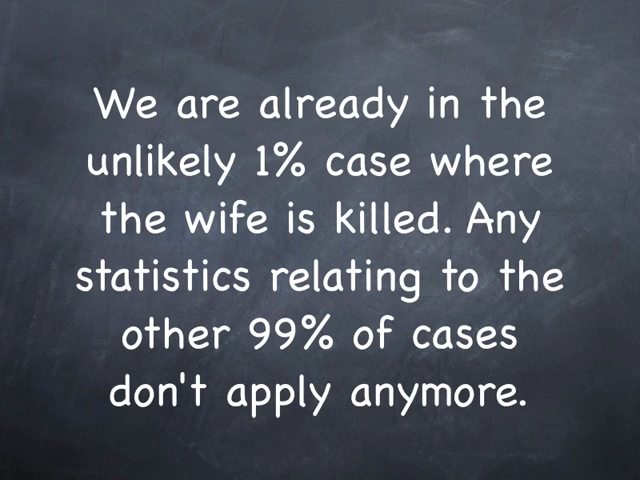 We are already in the
unlikely 1% case where
the wife is killed. Any
statistics relating to the
other 99% of cases
don't apply anymore.